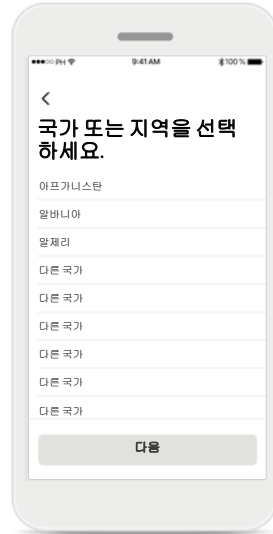 PH 9:41 AM 100 %
국가 또는 지역을 선택
하세요.
아프가니스탄
알바니아
알제리
다른 국가
다른 국가
다른 국가
다른 국가
다른 국가
다른 국가
다음